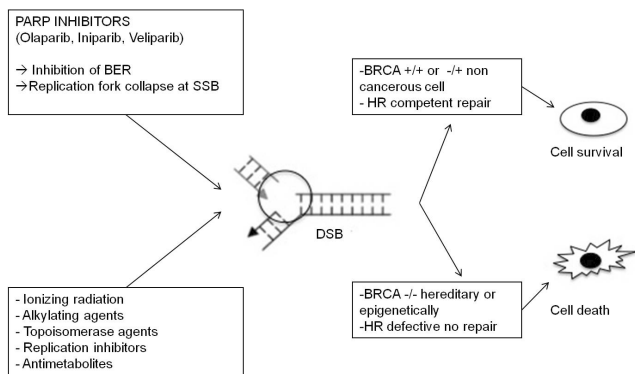 PARP INHIBITORS
(Olaparib, Iniparib, Veliparib)
→ Inhibition of BER
→Replication fork collapse at SSB
-BRCA +/+ or -/+ non
cancerous cell
- HR competent repair
Cell survival
DSB
- Ionizing radiation
- Alkylating agents
- Topoisomerase agents
- Replication inhibitors
- Antimetabolites
-BRCA -/- hereditary or
epigenetically
-HR defective no repair
Cell death